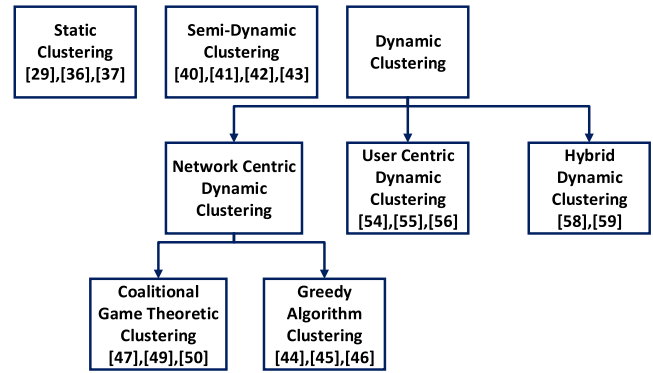 Static
Clustering
[29],[36],[37]
Semi-Dynamic
Clustering
[40],[41],[42],[43]
Dynamic
Clustering
Network Centric
Dynamic
Clustering
User Centric
Dynamic
Clustering
[54],[55],[56]
Hybrid
Dynamic
Clustering
[58],[59]
Coalitional
Game Theoretic
Clustering
[47],[49],[50]
Greedy
Algorithm
Clustering
[44],[45],[46]